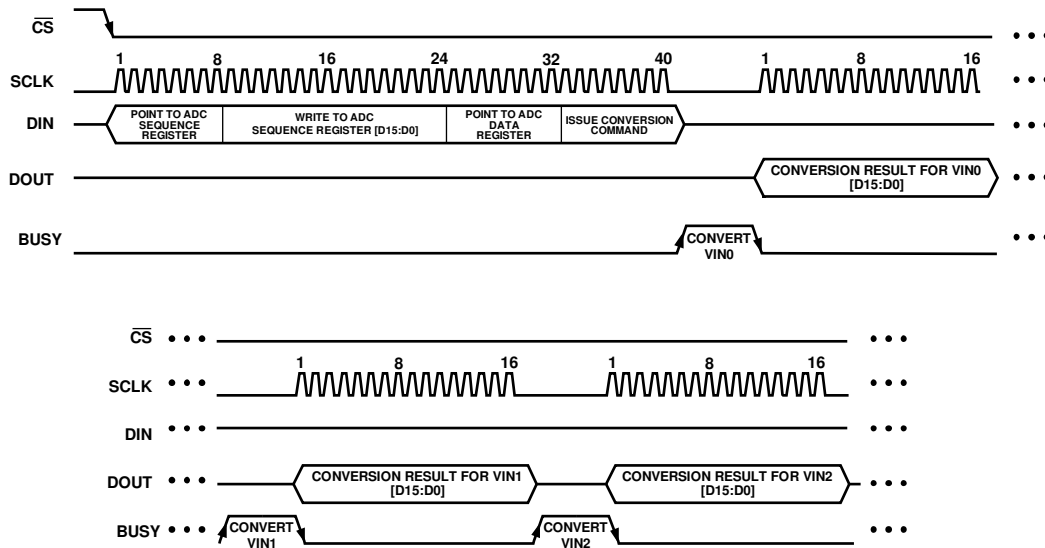 CS
1 8 16 24 32 40 1 8 16
SCLK
DIN
POINT TO ADC
SEQUENCE
REGISTER
WRITE TO ADC
SEQUENCE REGISTER [D15:D0]
POINT TO ADC
DATA
REGISTER
ISSUE CONVERSION
COMMAND
DOUT
CONVERSION RESULT FOR VIN0
[D15:D0]
BUSY
CONVERT
VIN0
CS
1 8 16 1 8 16
SCLK
DIN
DOUT
CONVERSION RESULT FOR VIN1
[D15:D0]
CONVERSION RESULT FOR VIN2
[D15:D0]
BUSY
CONVERT
VIN1
CONVERT
VIN2